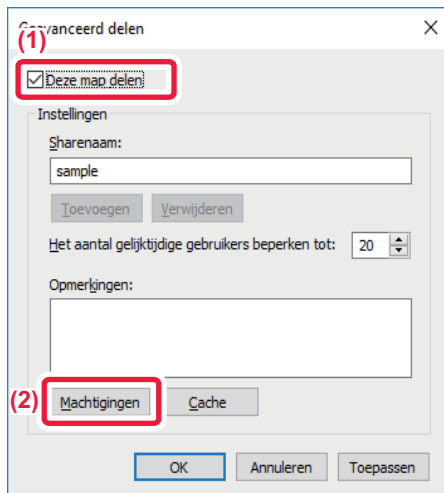 Geavanceerd delen
(1)
Deze map delen
Instellingen
Sharenaam:
sample
Toevoegen Verwijderen
Het aantal gelijktijdige gebruikers beperken tot: 20
Opmerkingen:
(2) Machtigingen Cache
OK Annuleren Toepassen